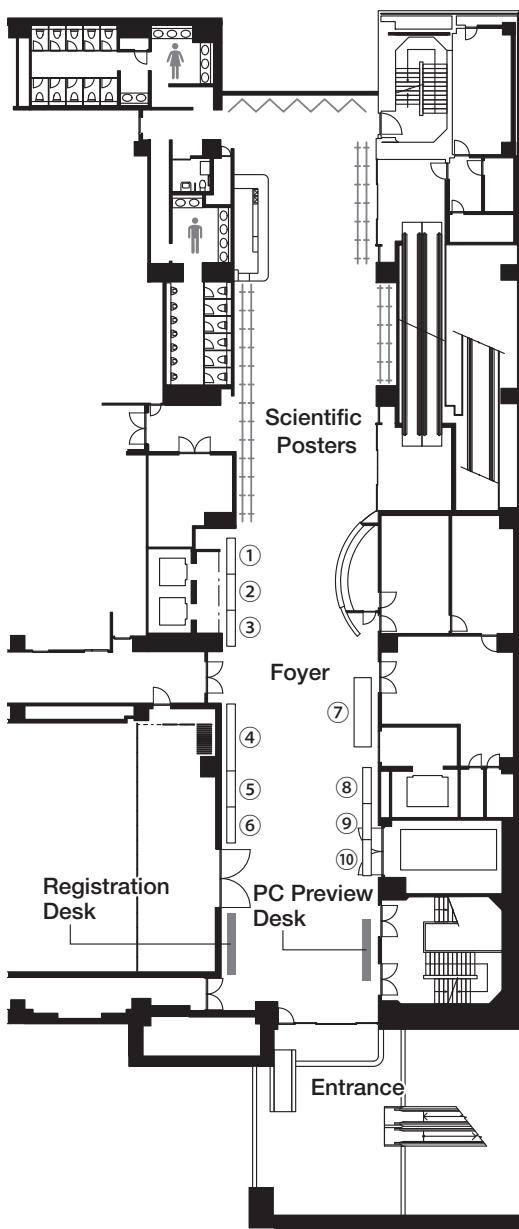 Scientific
Posters
①
②
③
Foyer
⑦
④
⑧
⑤
⑨
⑥
⑩
Registration
Desk
PC Preview
Desk
Entrance